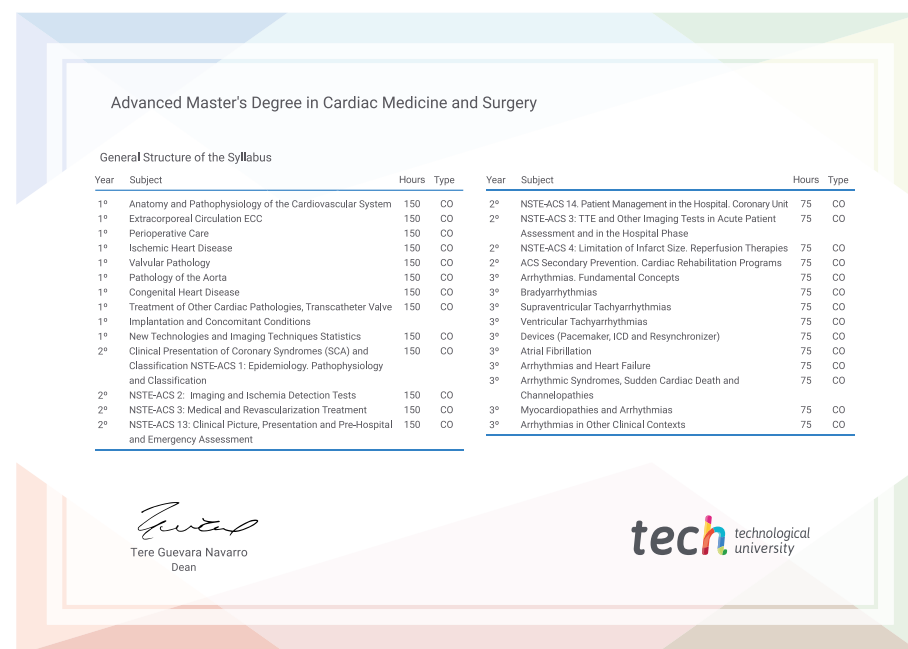 Advanced Master's Degree in Cardiac Medicine and Surgery
General Structure of the Syllabus
Year Subject Hours Type
1º Anatomy and Pathophysiology of the Cardiovascular System 150 CO
1º Extracorporeal Circulation ECC 150 CO
1º Perioperative Care 150 CO
1º Ischemic Heart Disease 150 CO
1º Valvular Pathology 150 CO
1º Pathology of the Aorta 150 CO
1º Congenital Heart Disease 150 CO
1º Treatment of Other Cardiac Pathologies, Transcatheter Valve 150 CO
1º Implantation and Concomitant Conditions
1º New Technologies and Imaging Techniques Statistics 150 CO
2º Clinical Presentation of Coronary Syndromes (SCA) and 150 CO
Classification NSTE-ACS 1: Epidemiology. Pathophysiology
and Classification
2º NSTE-ACS 2: Imaging and Ischemia Detection Tests 150 CO
2º NSTE-ACS 3: Medical and Revascularization Treatment 150 CO
2º NSTE-ACS 13: Clinical Picture, Presentation and Pre-Hospital 150 CO
and Emergency Assessment
Year Subject Hours Type
2º NSTE-ACS 14. Patient Management in the Hospital. Coronary Unit 75 CO
2º NSTE-ACS 3: TTE and Other Imaging Tests in Acute Patient 75 CO
Assessment and in the Hospital Phase
2º NSTE-ACS 4: Limitation of Infarct Size. Reperfusion Therapies 75 CO
2º ACS Secondary Prevention. Cardiac Rehabilitation Programs 75 CO
3º Arrhythmias. Fundamental Concepts 75 CO
3º Bradyarrhythmias 75 CO
3º Supraventricular Tachyarrhythmias 75 CO
3º Ventricular Tachyarrhythmias 75 CO
3º Devices (Pacemaker, ICD and Resynchronizer) 75 CO
3º Atrial Fibrillation 75 CO
3º Arrhythmias and Heart Failure 75 CO
3º Arrhythmic Syndromes, Sudden Cardiac Death and 75 CO
Channelopathies
3º Myocardiopathies and Arrhythmias 75 CO
3º Arrhythmias in Other Clinical Contexts 75 CO
Tere Guevara Navarro
Dean
tech technological
university